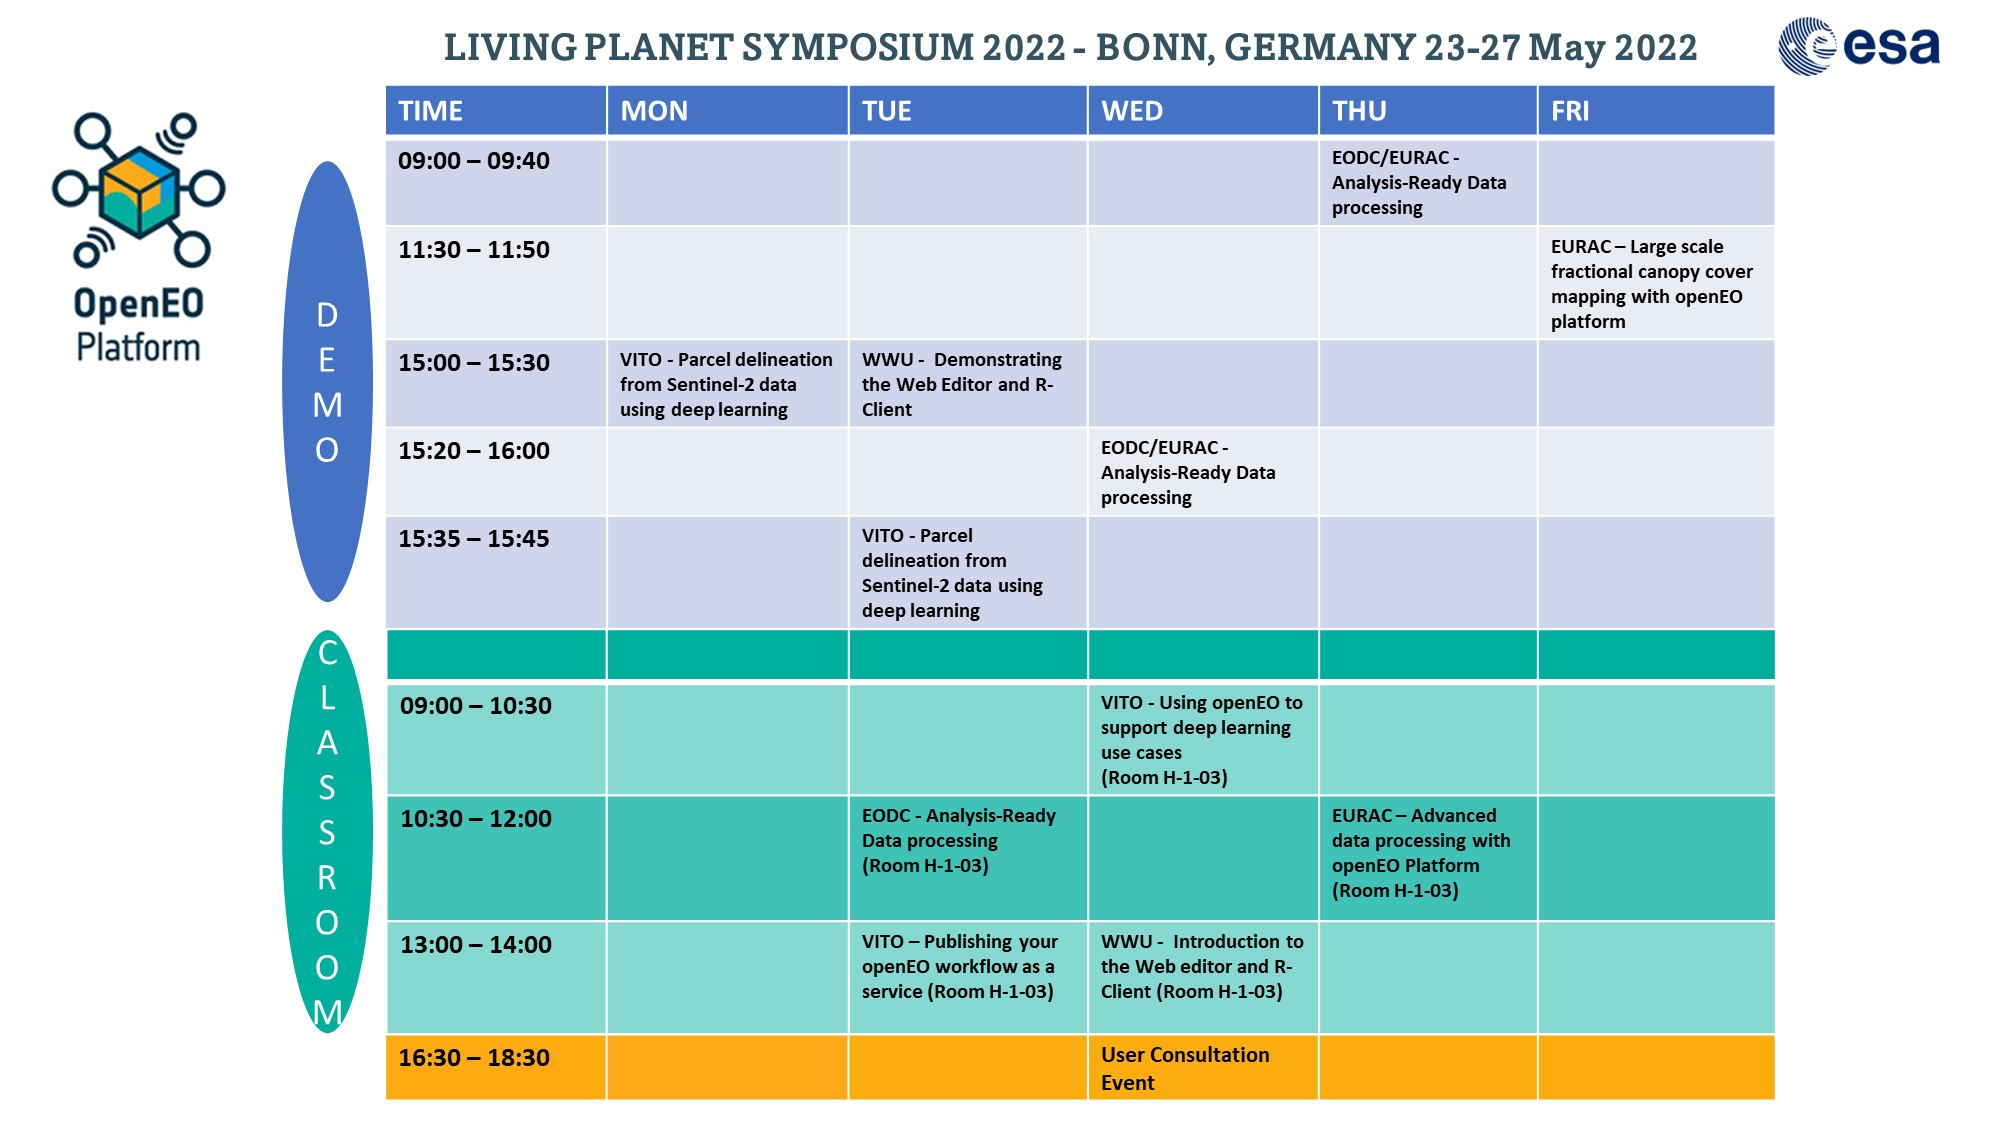 LIVING PLANET SYMPOSIUM 2022 - BONN, GERMANY 23-27 May 2022
esa
OpenEO
Platform
DEMO
TIME MON TUE WED THU FRI
09:00 – 09:40
EODC/EURAC -
Analysis-Ready Data
processing
11:30 – 11:50
EURAC – Large scale
fractional canopy cover
mapping with openEO
platform
15:00 – 15:30
VITO - Parcel delineation
from Sentinel-2 data
using deep learning
WWU - Demonstrating
the Web Editor and R-
Client
15:20 – 16:00
EODC/EURAC -
Analysis-Ready Data
processing
15:35 – 15:45
VITO - Parcel
delineation from
Sentinel-2 data using
deep learning
CLASSROOM
09:00 – 10:30
VITO - Using openEO to
support deep learning
use cases
(Room H-1-03)
10:30 – 12:00
EODC - Analysis-Ready
Data processing
(Room H-1-03)
EURAC – Advanced
data processing with
openEO Platform
(Room H-1-03)
13:00 – 14:00
VITO – Publishing your
openEO workflow as a
service (Room H-1-03)
WWU - Introduction to
the Web editor and R-
Client (Room H-1-03)
16:30 – 18:30
User Consultation
Event